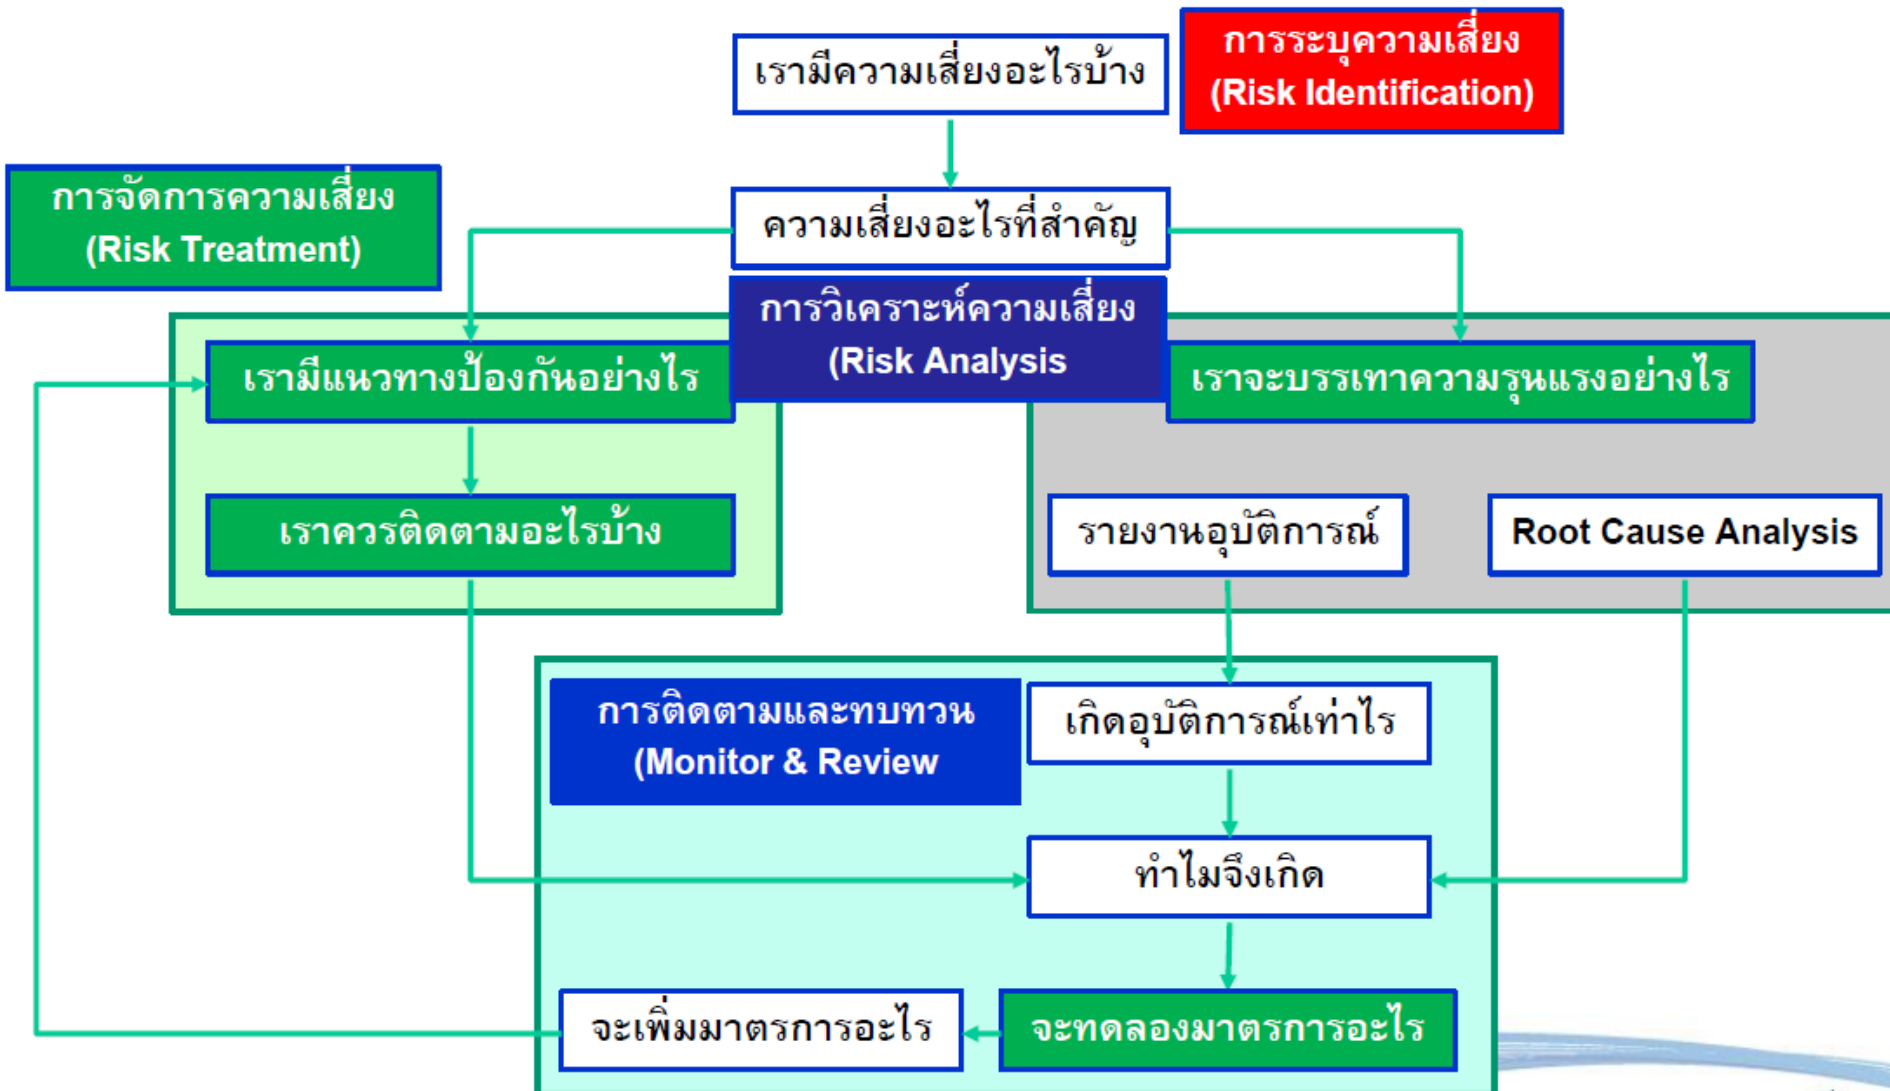 เรามีความเสี่ยงอะไรบ้าง
การระบุความเสี่ยง
(Risk Identification)
การจัดการความเสี่ยง
(Risk Treatment)
ความเสี่ยงอะไรที่สำคัญ
การวิเคราะห์ความเสี่ยง
(Risk Analysis
เรามีแนวทางป้องกันอย่างไร
เราจะบรรเทาความรุนแรงอย่างไร
เราควรติดตามอะไรบ้าง
รายงานอุบัติการณ์
Root Cause Analysis
การติดตามและทบทวน
(Monitor & Review
เกิดอุบัติการณ์เท่าไร
ทำไมจึงเกิด
จะเพิ่มมาตรการอะไร
จะทดลองมาตรการอะไร